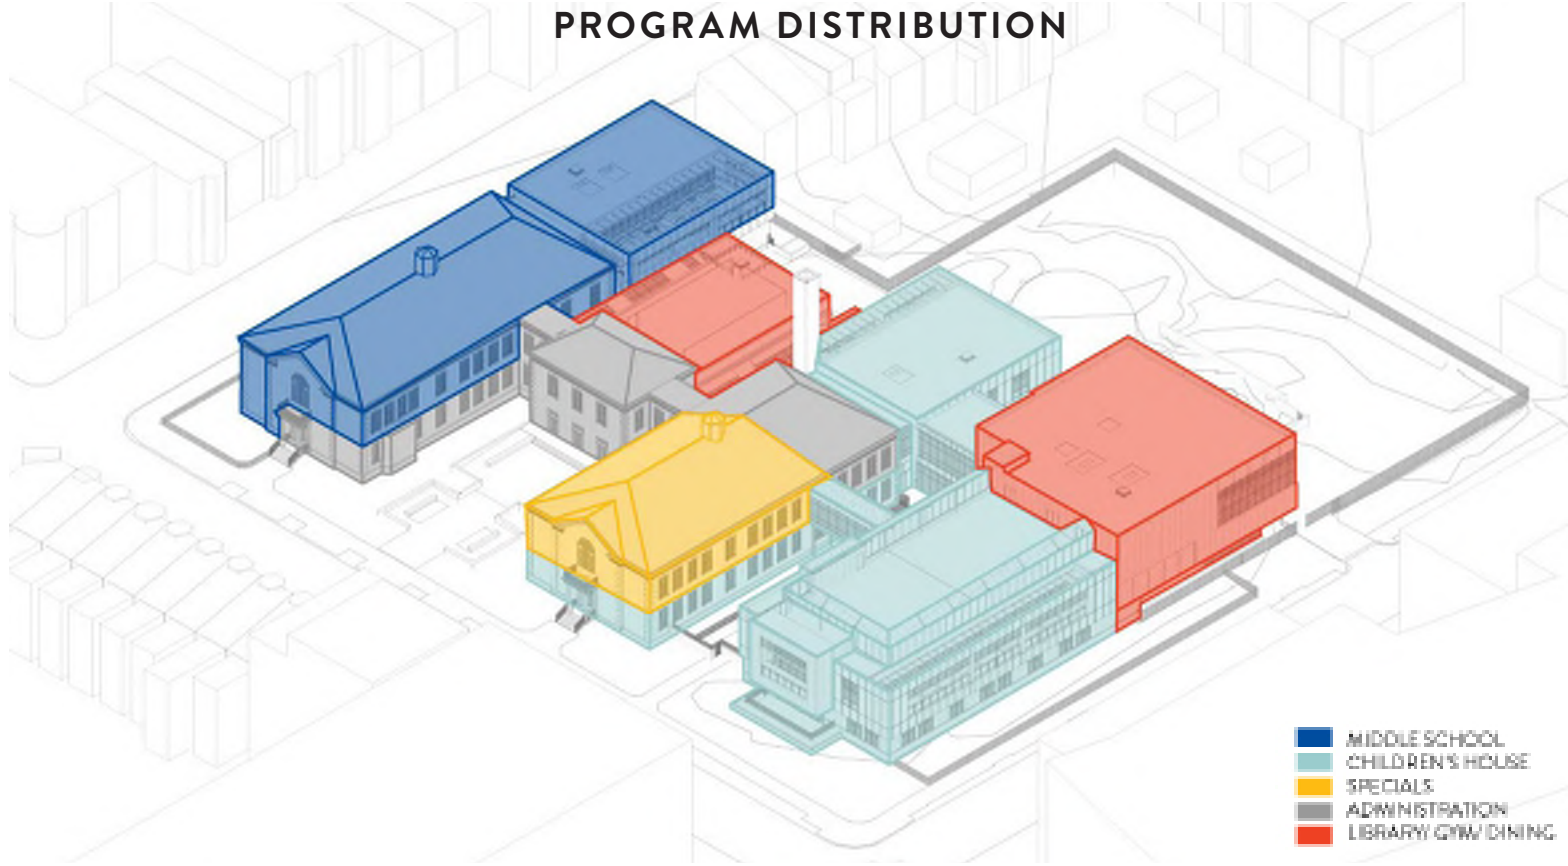 PROGRAM DISTRIBUTION
MIDDLE SCHOOL
CHILDREN'S HOUSE
SPECIALS
ADMINISTRATION
LIBRARY/ GYM/ DINING